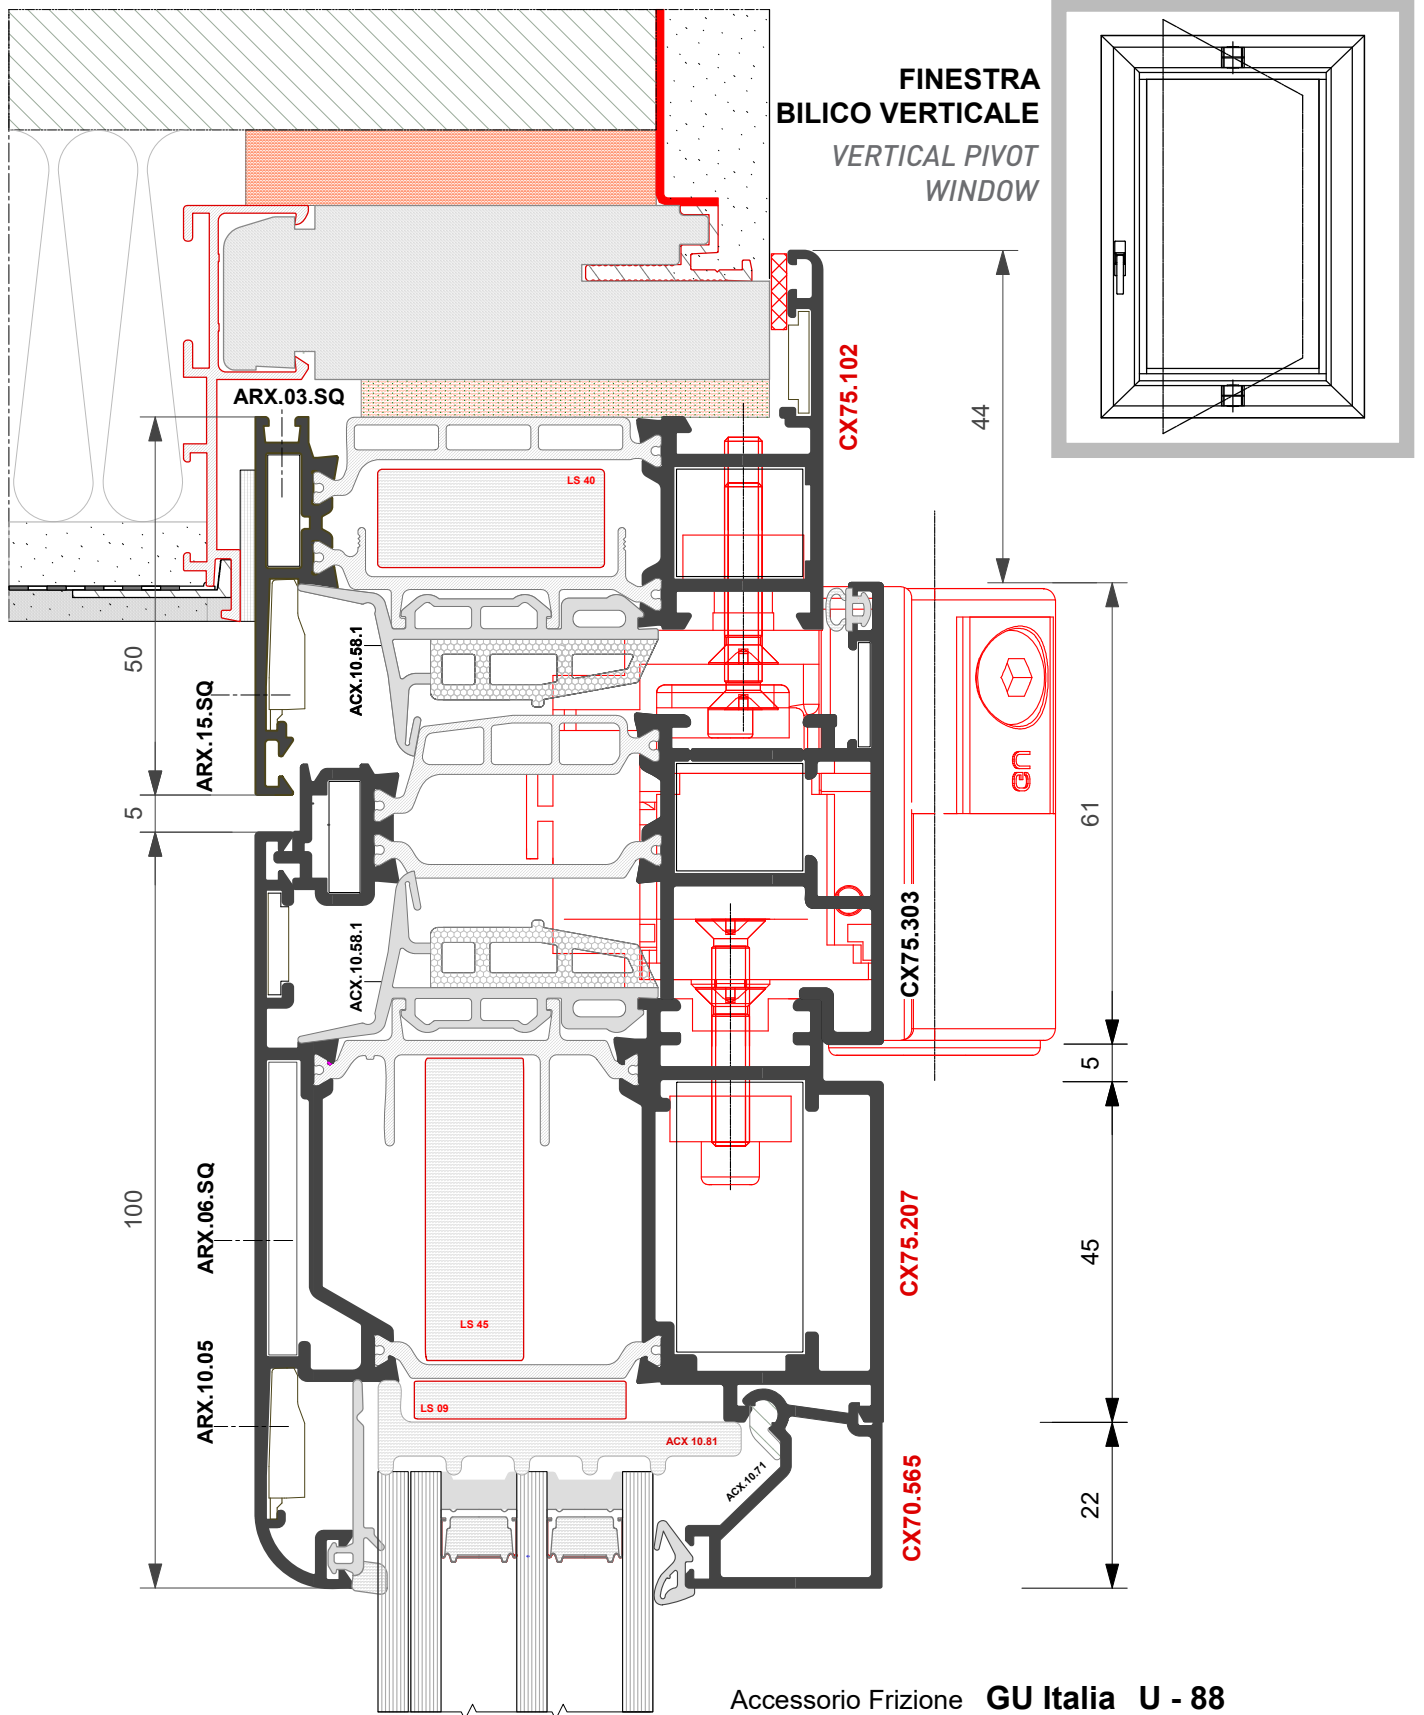 FINESTRA
BILICO VERTICALE
VERTICAL PIVOT
WINDOW
44
CX75.102
ARX.03.SQ
LS 40
50
ACX.10.58.1
ARX.15.SQ
5
61
CX75.303
ACX.10.58.1
5
100
ARX.06.SQ
CX75.207
45
LS 45
ARX.10.05
LS 09
ACX 10.81
ACX.10.71
CX70.565
22
Accessorio Frizione GU Italia U - 88